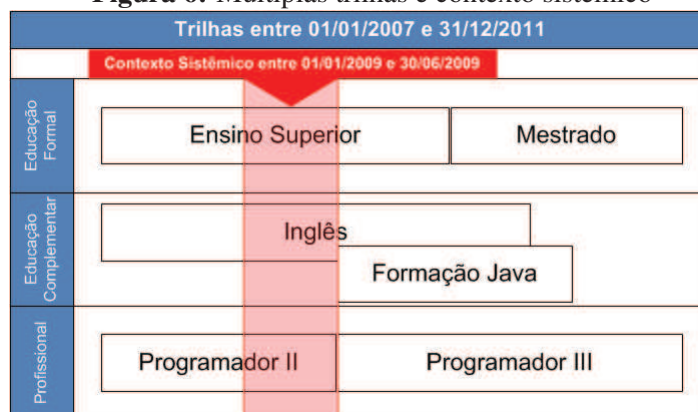 Figura 6: Múltiplas trilhas e contexto sistêmico
Trilhas entre 01/01/2007 e 31/12/2011
Contexto Sistêmico entre 01/01/2009 e 30/06/2009
Educação
Formal
Ensino Superior
Mestrado
Educação
Complementar
Inglês
Formação Java
Profissional
Programador II
Programador III